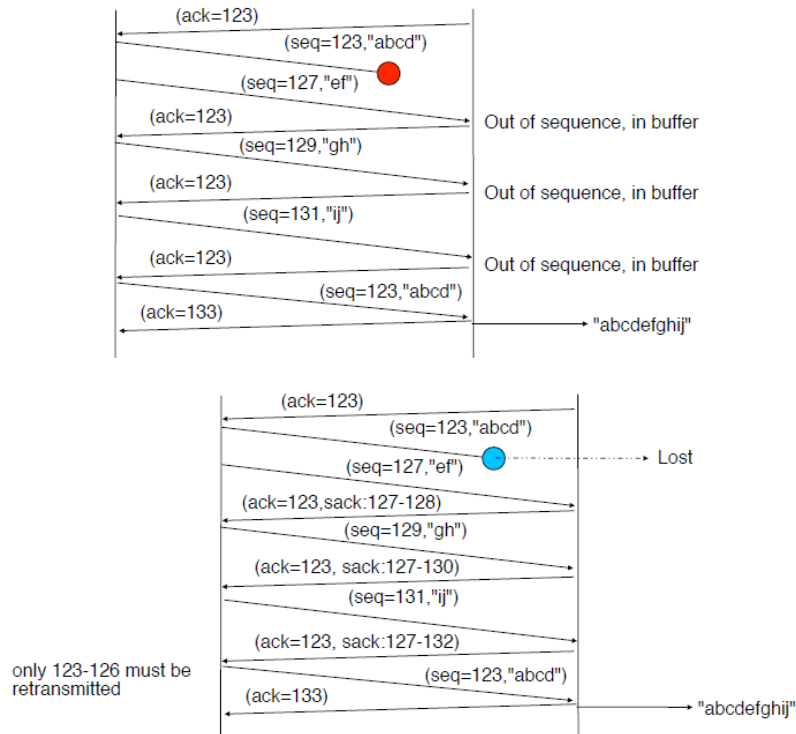 (ack=123)
(seq=123,"abcd")
(seq=127,"ef")
(ack=123)
Out of sequence, in buffer
(seq=129,"gh")
(ack=123)
Out of sequence, in buffer
(seq=131,"ij")
(ack=123)
Out of sequence, in buffer
(seq=123,"abcd")
(ack=133)
"abcdefghij"
(ack=123)
(seq=123,"abcd")
Lost
(seq=127,"ef")
(ack=123,sack:127-128)
(seq=129,"gh")
(ack=123, sack:127-130)
(seq=131,"ij")
(ack=123, sack:127-132)
only 123-126 must be
retransmitted
(seq=123,"abcd")
(ack=133)
"abcdefghij"